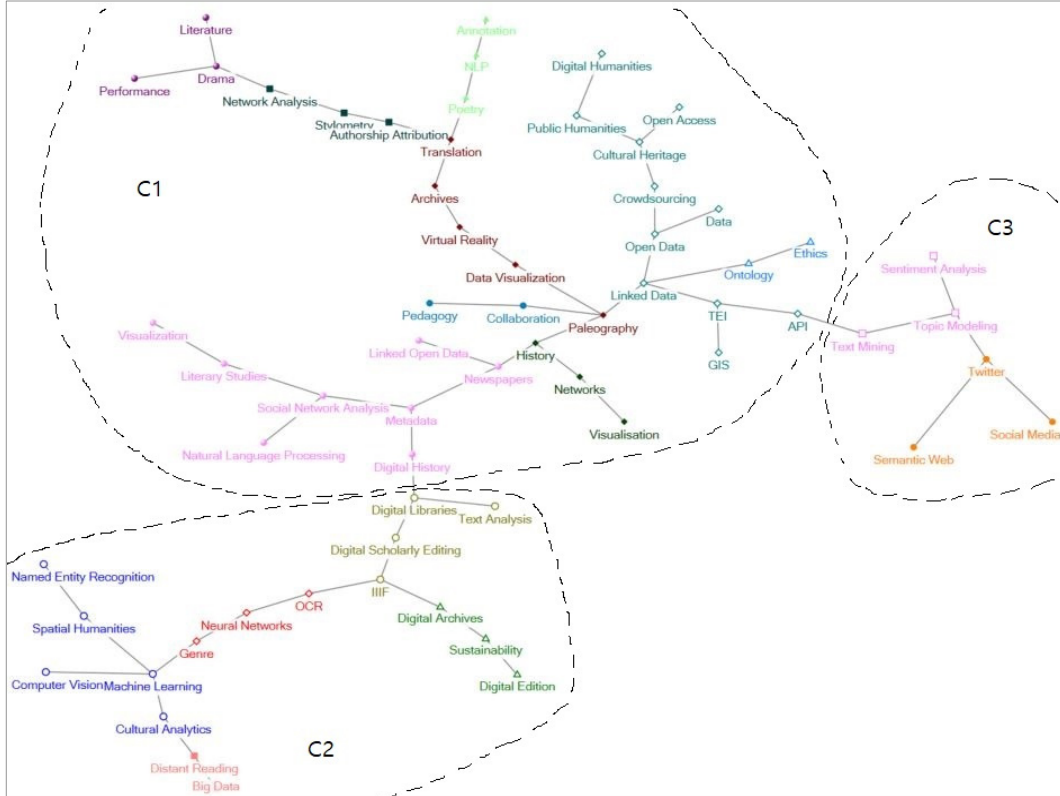 Literature
Annotation
Digital Humanities
NLP
Drama
Performance
Network Analysis
Poetry
Open Access
Stylometry
Public Humanities
Authorship Attribution
Translation
Cultural Heritage
C1
Archives
Crowdsourcing
Data
C3
Virtual Reality
Open Data
Ethics
Sentiment Analysis
Data Visualization
Ontology
Linked Data
Pedagogy
Collaboration
TEI
API
Paleography
Topic Modeling
Visualization
Linked Open Data
History
Text Mining
GIS
Literary Studies
Newspapers
Twitter
Networks
Social Network Analysis
Metadata
Visualisation
Social Media
Natural Language Processing
Digital History
Semantic Web
Digital Libraries
Text Analysis
Digital Scholarly Editing
Named Entity Recognition
IIIF
OCR
Digital Archives
Neural Networks
Spatial Humanities
Genre
Sustainability
Computer Vision
Machine Learning
Digital Edition
Cultural Analytics
C2
Distant Reading
Big Data